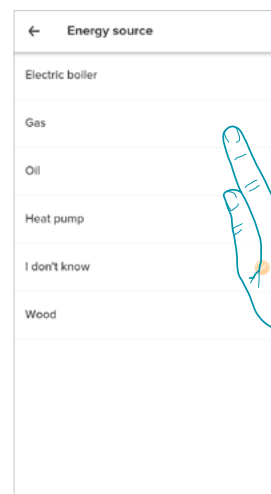 Energy source
Electric boiler
Gas
Oil
Heat pump
I don't know
Wood